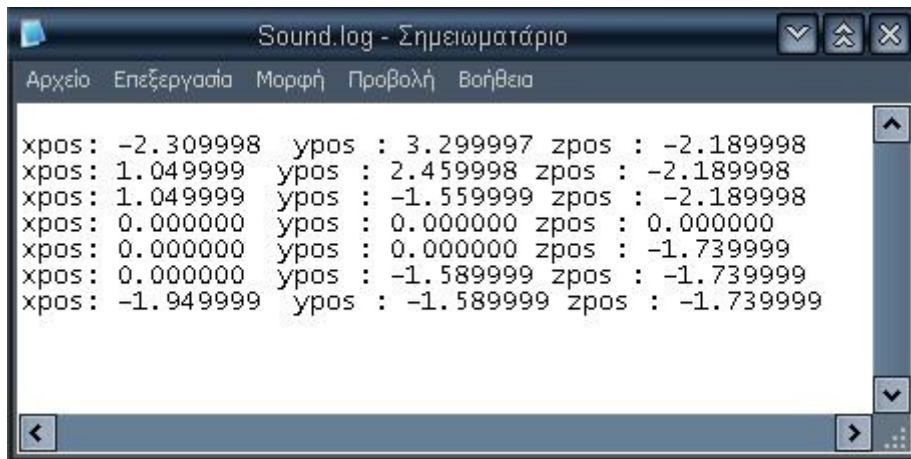 Sound.log - Σημειωματάριο
Αρχείο Επεξεργασία Μορφή Προβολή Βοήθεια
xpos: -2.309998  ypos : 3.299997 zpos : -2.189998
xpos: 1.049999  ypos : 2.459998 zpos : -2.189998
xpos: 1.049999  ypos : -1.559999 zpos : -2.189998
xpos: 0.000000  ypos : 0.000000 zpos : 0.000000
xpos: 0.000000  ypos : 0.000000 zpos : -1.739999
xpos: 0.000000  ypos : -1.589999 zpos : -1.739999
xpos: -1.949999  ypos : -1.589999 zpos : -1.739999